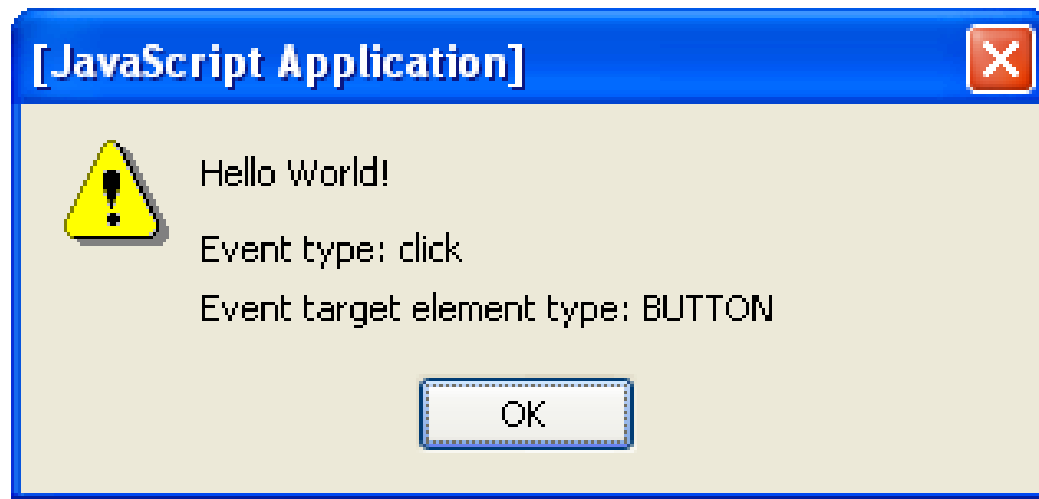 [JavaScript Application]
Hello World!
Event type: click
Event target element type: BUTTON
OK